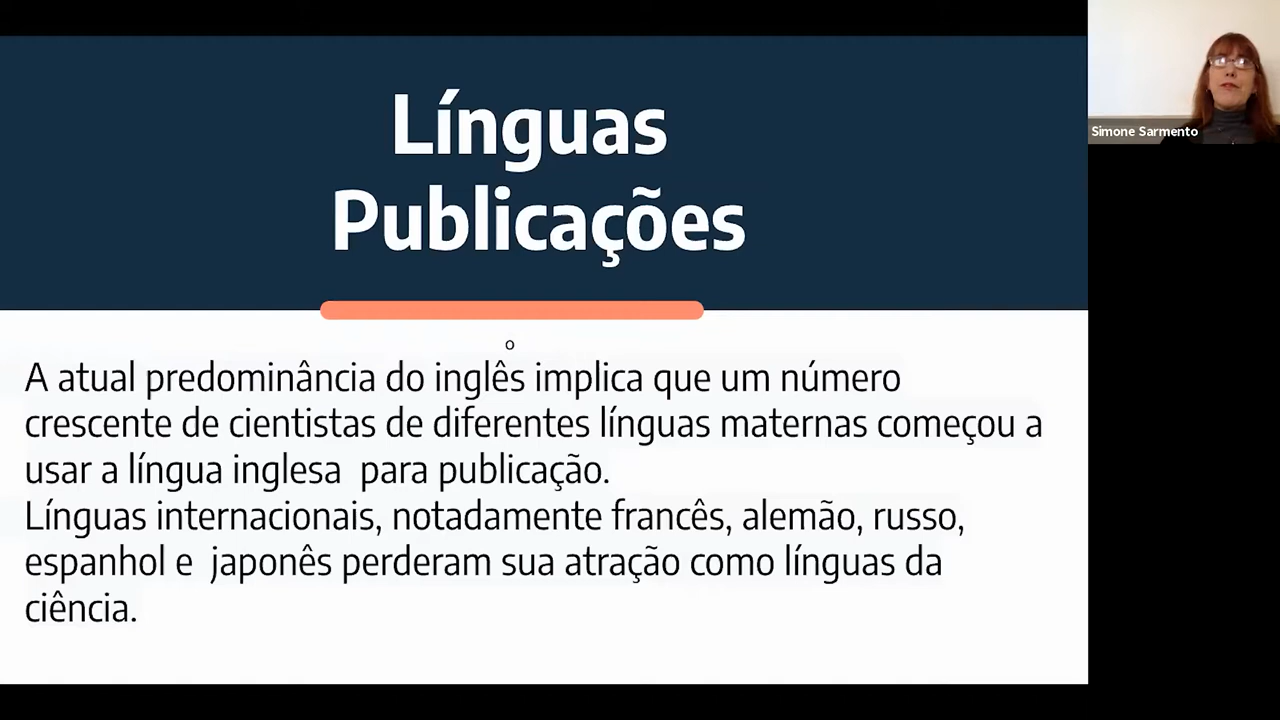 Línguas
Publicações
o
A atual predominância do inglês implica que um número
crescente de cientistas de diferentes línguas maternas começou a
usar a língua inglesa para publicação.
Línguas internacionais, notadamente francês, alemão, russo,
espanhol e japonês perderam sua atração como línguas da
ciência.
Simone Sarmento